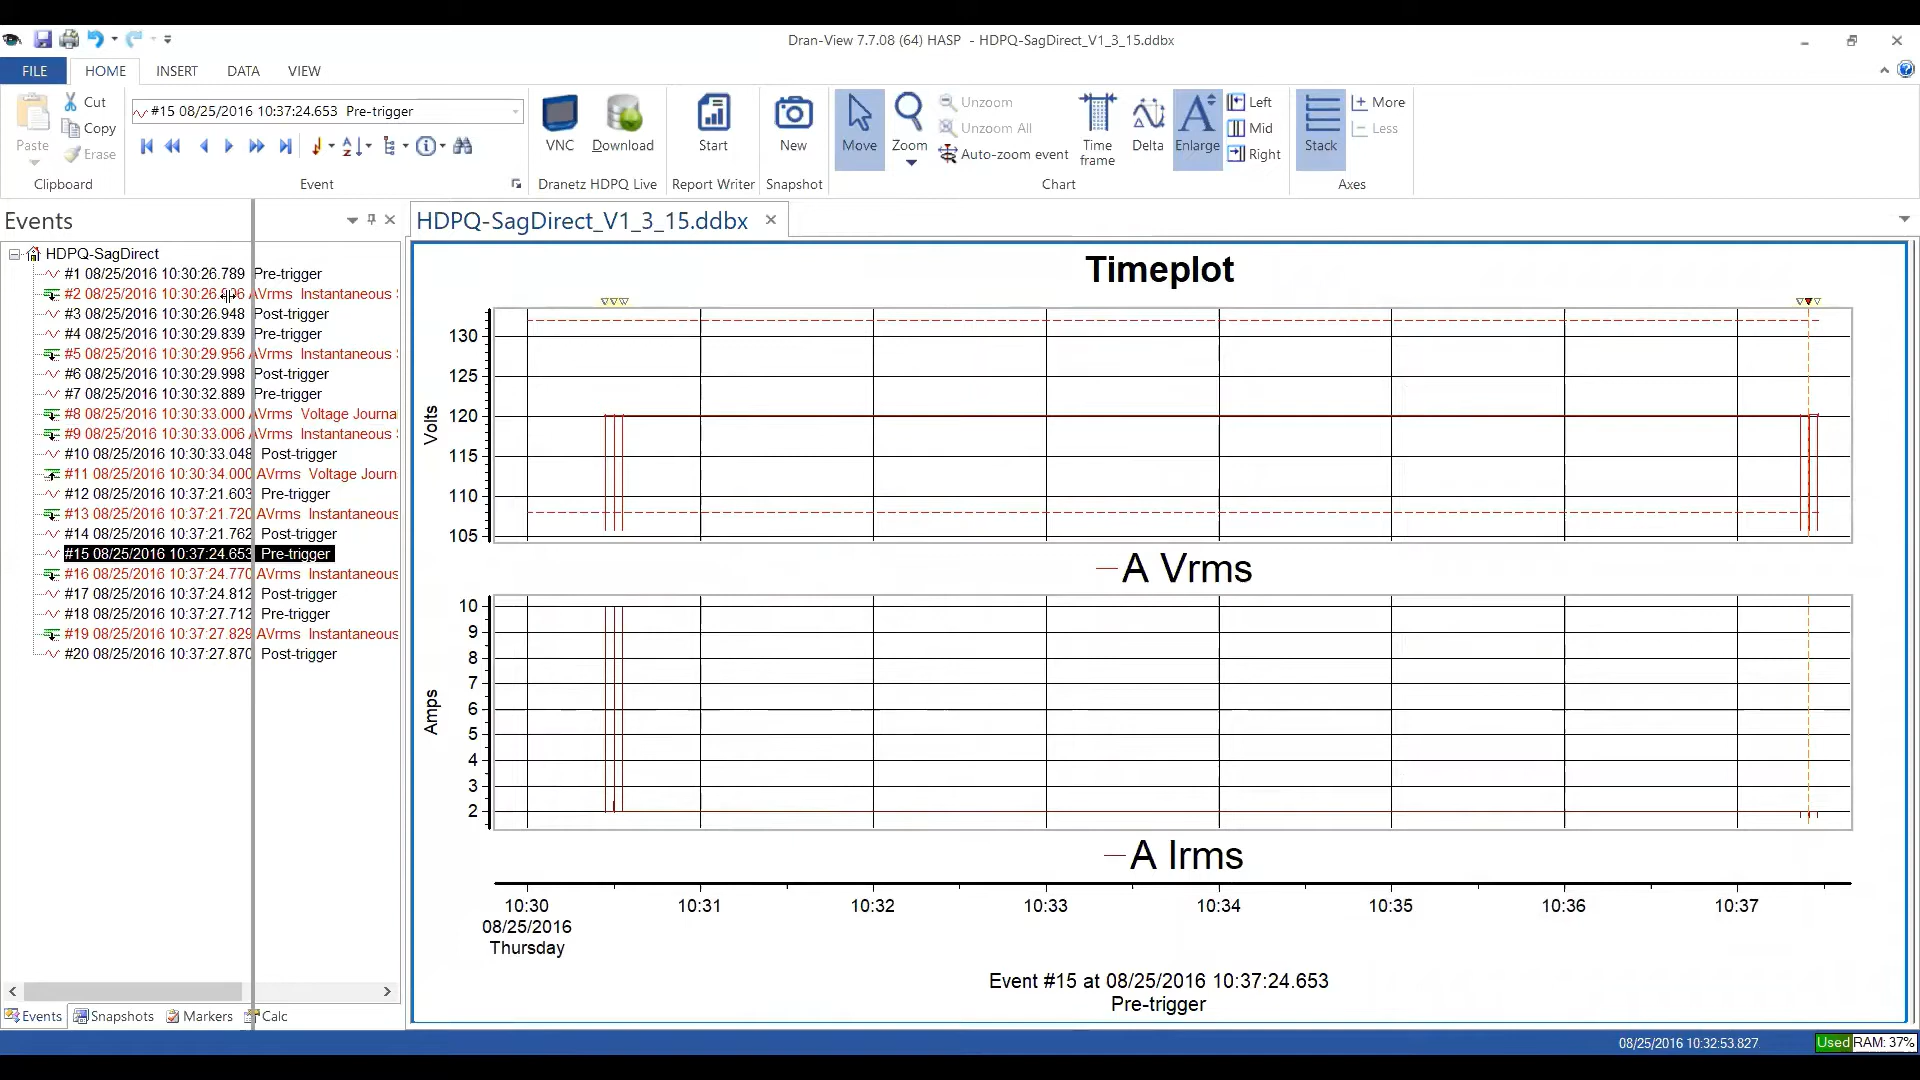 Dran-View 7.7.08 (64) HASP - HDPQ-SagDirect_V1_3_15.ddbx
FILE HOME INSERT DATA VIEW
Paste Cut Copy Erase
#15 08/25/2016 10:37:24.653 Pre-trigger
VNC Download Start New Move Zoom
Unzoom
Unzoom All
Auto-zoom event
Time frame
Delta
Enlarge
Left
Mid
Right
Stack
More
Less
Clipboard Event Dranetz HDPQ Live Report Writer Snapshot Chart Axes
Events
HDPQ-SagDirect_V1_3_15.ddbx
HDPQ-SagDirect
#1 08/25/2016 10:30:26.789 Pre-trigger
#2 08/25/2016 10:30:26. AVrms Instantaneous
#3 08/25/2016 10:30:26.948 Post-trigger
#4 08/25/2016 10:30:29.839 Pre-trigger
#5 08/25/2016 10:30:29.956 AVrms Instantaneous
#6 08/25/2016 10:30:29.998 Post-trigger
#7 08/25/2016 10:30:32.889 Pre-trigger
#8 08/25/2016 10:30:33.000 AVrms Voltage Journa
#9 08/25/2016 10:30:33.006 AVrms Instantaneous
#10 08/25/2016 10:30:33.048 Post-trigger
#11 08/25/2016 10:30:34.000 AVrms Voltage Journ
#12 08/25/2016 10:37:21.603 Pre-trigger
#13 08/25/2016 10:37:21.720 AVrms Instantaneous
#14 08/25/2016 10:37:21.762 Post-trigger
#15 08/25/2016 10:37:24.653 Pre-trigger
#16 08/25/2016 10:37:24.770 AVrms Instantaneous
#17 08/25/2016 10:37:24.812 Post-trigger
#18 08/25/2016 10:37:27.712 Pre-trigger
#19 08/25/2016 10:37:27.829 AVrms Instantaneous
#20 08/25/2016 10:37:27.870 Post-trigger
Events Snapshots Markers Calc
Timeplot
Volts
130
125
120
115
110
105
A Vrms
Amps
10
9
8
7
6
5
4
3
2
A Irms
10:30 10:31 10:32 10:33 10:34 10:35 10:36 10:37
08/25/2016
Thursday
Event #15 at 08/25/2016 10:37:24.653
Pre-trigger
08/25/2016 10:32:53.827
Used RAM: 37%